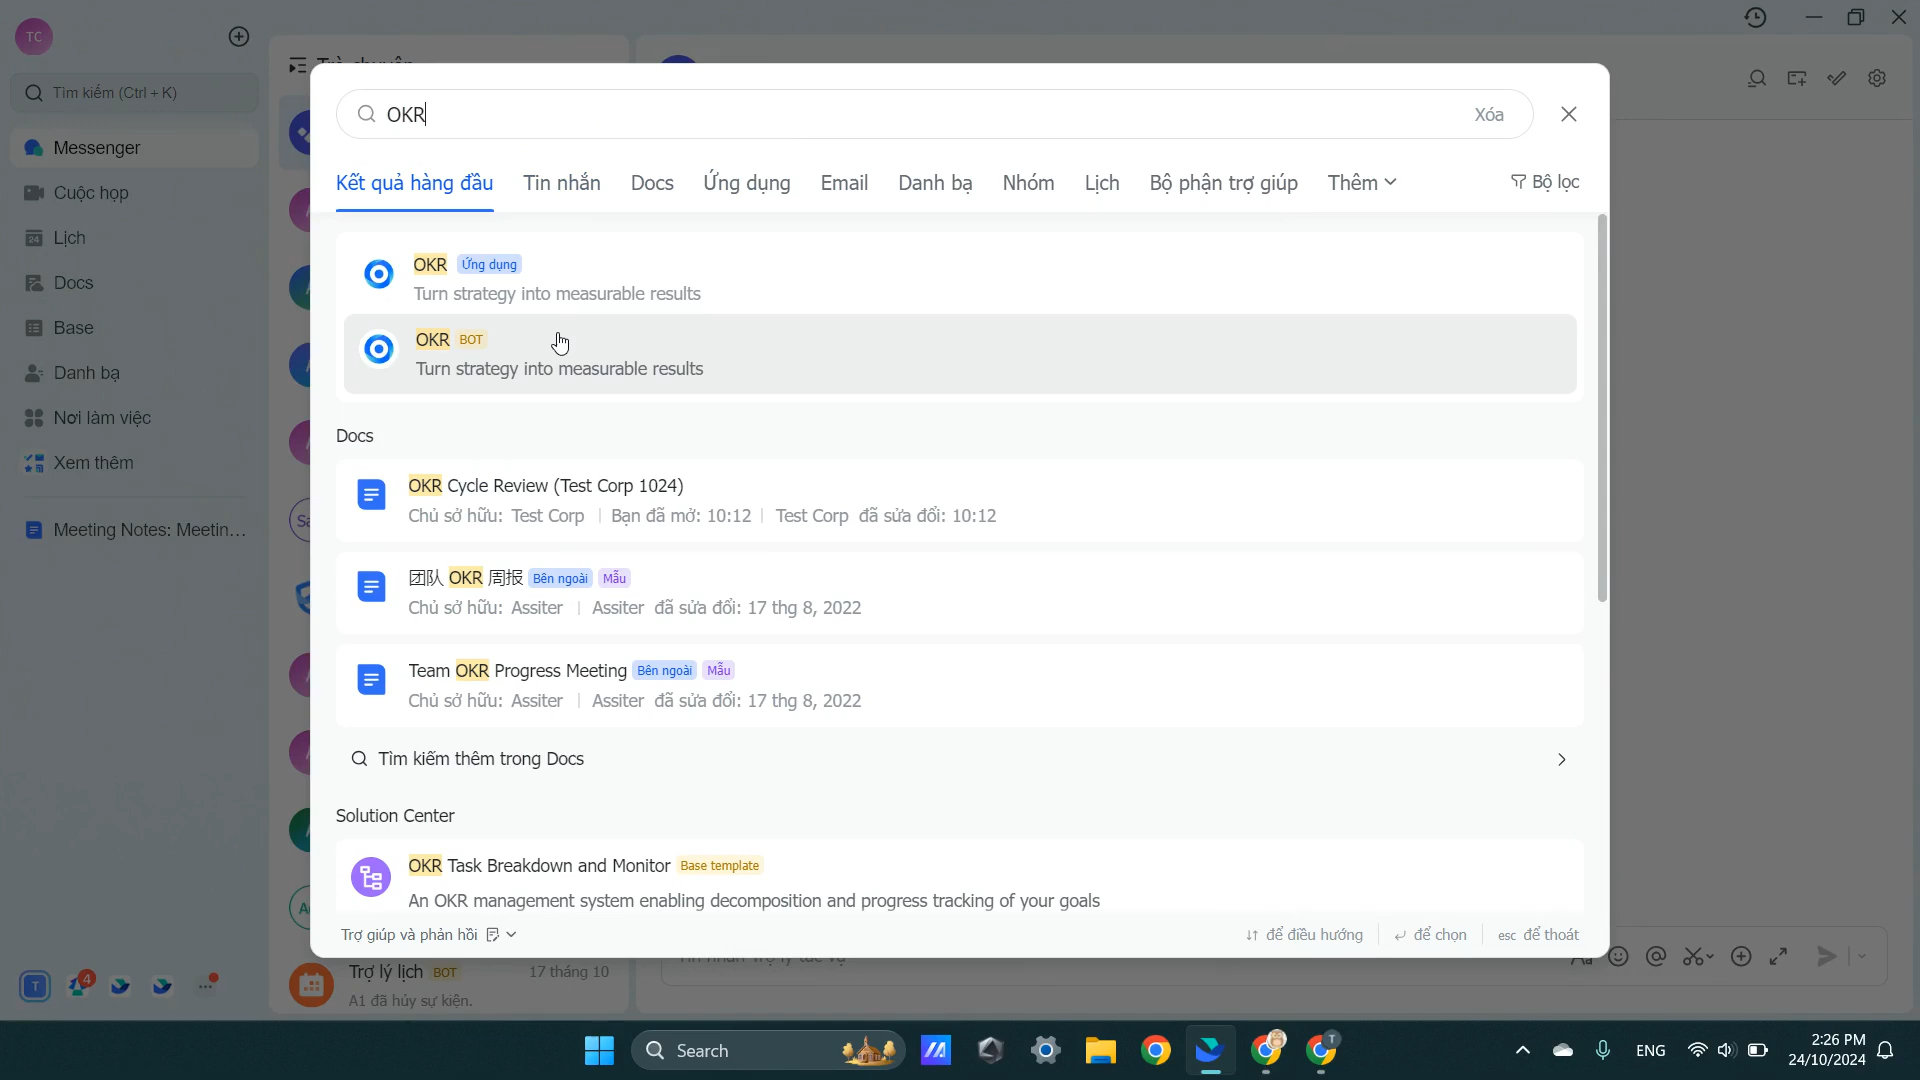 TC
Trò chuyện
Tìm kiếm (Ctrl + K)
Messenger
Cuộc họp
24
Lịch
Docs
Base
Danh bạ
Nơi làm việc
Xem thêm
Meeting Notes: Meetin...
T
4
OKR
Xóa
Kết quả hàng đầu
Tin nhắn
Docs
Ứng dụng
Email
Danh bạ
Nhóm
Lịch
Bộ phận trợ giúp
Thêm
Bộ lọc
OKR Ứng dụng
Turn strategy into measurable results
OKR BOT
Turn strategy into measurable results
Docs
OKR Cycle Review (Test Corp 1024)
Chủ sở hữu: Test Corp | Bạn đã mở: 10:12 | Test Corp đã sửa đổi: 10:12
团队 OKR 周报 Bên ngoài Mẫu
Chủ sở hữu: Assiter | Assiter đã sửa đổi: 17 thg 8, 2022
Team OKR Progress Meeting Bên ngoài Mẫu
Chủ sở hữu: Assiter | Assiter đã sửa đổi: 17 thg 8, 2022
Tìm kiếm thêm trong Docs
Solution Center
OKR Task Breakdown and Monitor Base template
An OKR management system enabling decomposition and progress tracking of your goals
Trợ giúp và phản hồi
để điều hướng
để chọn
esc để thoát
Trợ lý lịch BOT
17 tháng 10
A1 đã hủy sự kiện.
Search
T
ENG
2:26 PM
24/10/2024